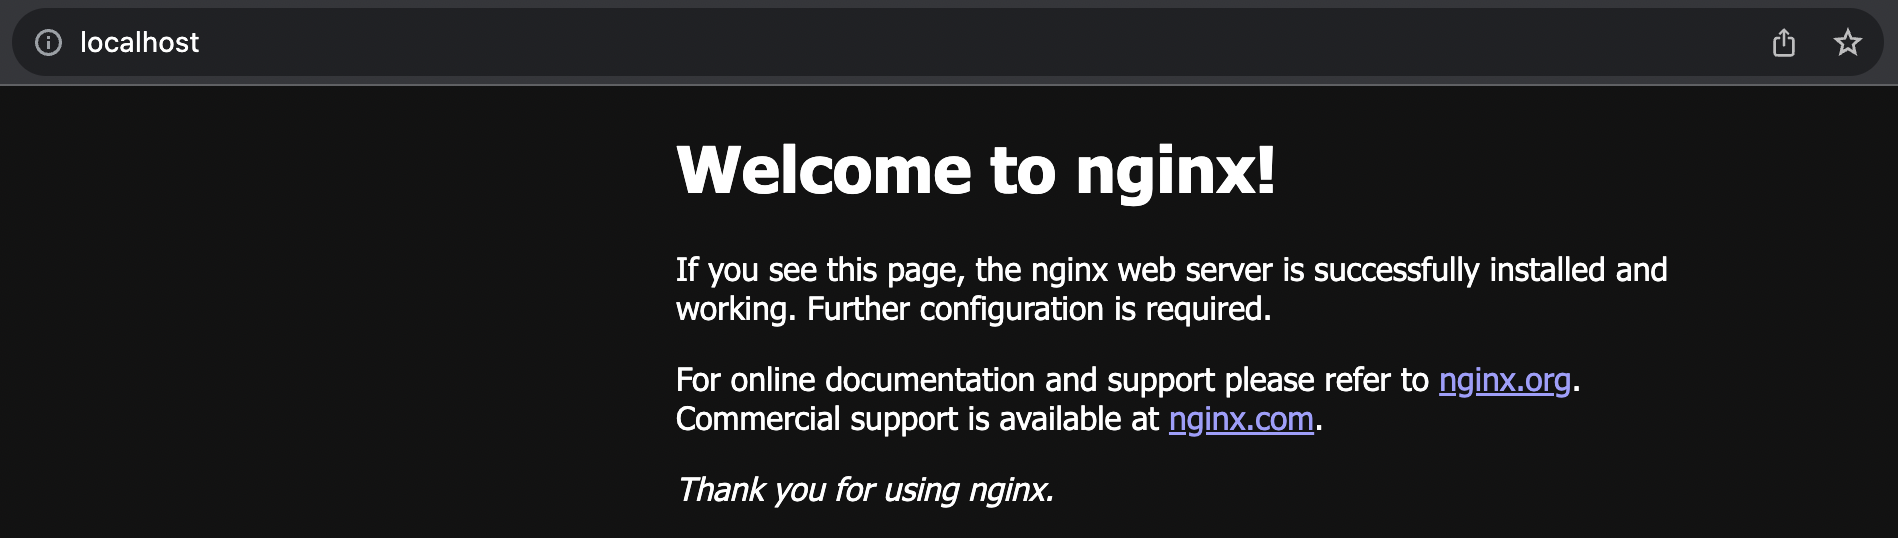 localhost
Welcome to nginx!
If you see this page, the nginx web server is successfully installed and
working. Further configuration is required.
For online documentation and support please refer to nginx.org.
Commercial support is available at nginx.com.
Thank you for using nginx.